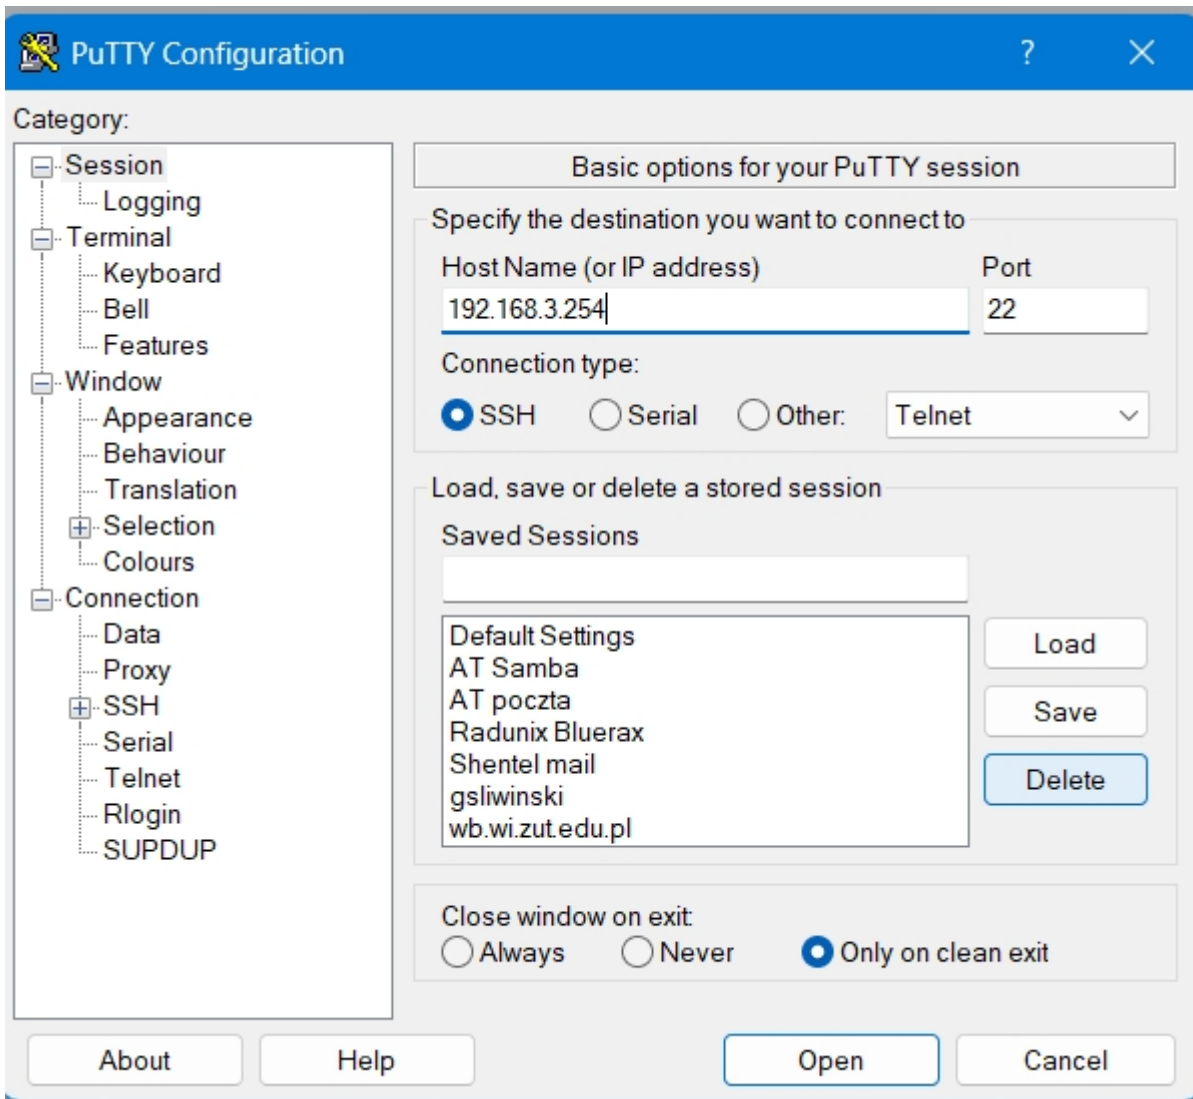 PuTTY Configuration
?
Category:
Session
Logging
Terminal
Keyboard
Bell
Features
Window
Appearance
Behaviour
Translation
Selection
Colours
Connection
Data
Proxy
SSH
Serial
Telnet
Rlogin
SUPDUP
Basic options for your PuTTY session
Specify the destination you want to connect to
Host Name (or IP address) Port
192.168.3.254 22
Connection type:
SSH Serial Other: Telnet
Load, save or delete a stored session
Saved Sessions
Default Settings
AT Samba
AT poczta
Radunix Bluerax
Shentel mail
gsliwinski
wb.wi.zut.edu.pl
Load
Save
Delete
Close window on exit:
Always Never Only on clean exit
About Help Open Cancel